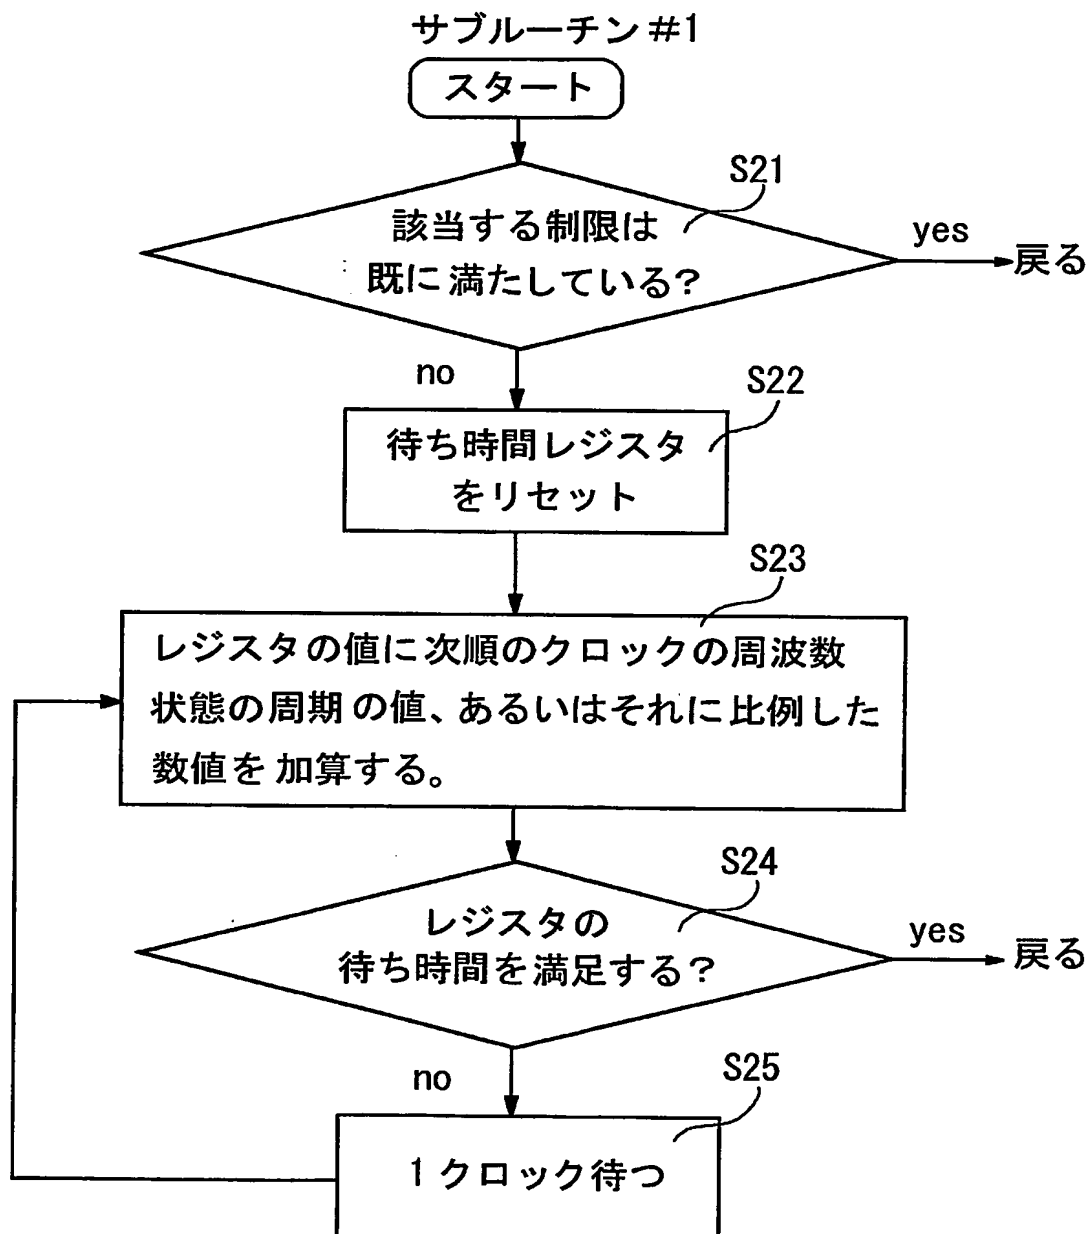 サブルーチン#1
スタート
S21
該当する制限は
既に満たしている?
yes
戻る
no
S22
待ち時間レジスタ
をリセット
S23
レジスタの値に次順のクロックの周波数
状態の周期の値、あるいはそれに比例した
数値を加算する。
S24
レジスタの
待ち時間を満足する?
yes
戻る
no
S25
1クロック待つ